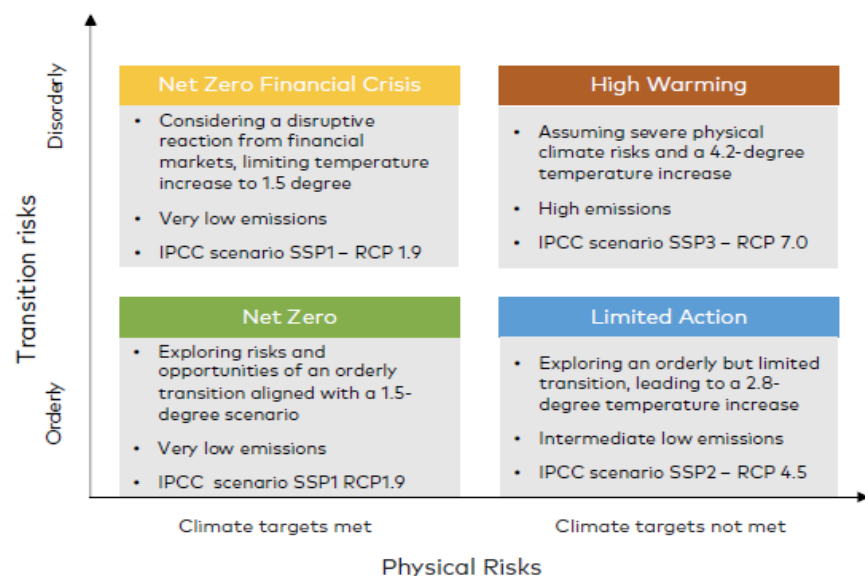 Transition risks
Disorderly
Orderly
Net Zero Financial Crisis
• Considering a disruptive
reaction from financial
markets, limiting temperature
increase to 1.5 degree
• Very low emissions
• IPCC scenario SSP1 – RCP 1.9
High Warming
• Assuming severe physical
climate risks and a 4.2-degree
temperature increase
• High emissions
• IPCC scenario SSP3 – RCP 7.0
Net Zero
• Exploring risks and
opportunities of an orderly
transition aligned with a 1.5-
degree scenario
• Very low emissions
• IPCC scenario SSP1 RCP1.9
Limited Action
• Exploring an orderly but limited
transition, leading to a 2.8-
degree temperature increase
• Intermediate low emissions
• IPCC scenario SSP2 – RCP 4.5
Climate targets met
Climate targets not met
Physical Risks